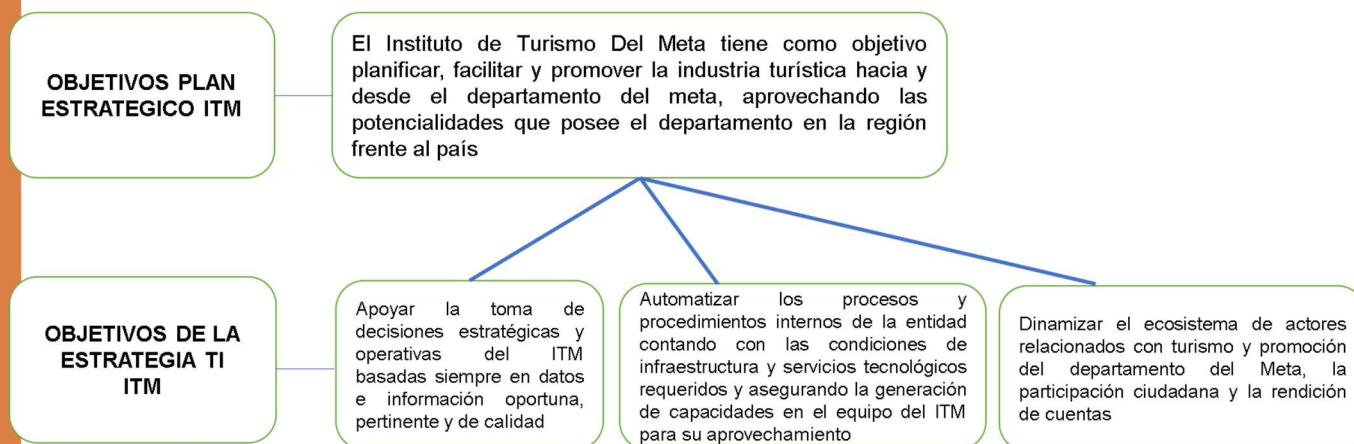 OBJETIVOS PLAN
ESTRATEGICO ITM
El Instituto de Turismo Del Meta tiene como objetivo
planificar, facilitar y promover la industria turística hacia y
desde el departamento del meta, aprovechando las
potencialidades que posee el departamento en la región
frente al país
OBJETIVOS DE LA
ESTRATEGIA TI
ITM
Apoyar la toma de
decisiones estratégicas y
operativas del ITM
basadas siempre en datos
e información oportuna,
pertinente y de calidad
Automatizar los procesos y
procedimientos internos de la entidad
contando con las condiciones de
infraestructura y servicios tecnológicos
requeridos y asegurando la generación
de capacidades en el equipo del ITM
para su aprovechamiento
Dinamizar el ecosistema de actores
relacionados con turismo y promoción
del departamento del Meta, la
participación ciudadana y la rendición
de cuentas